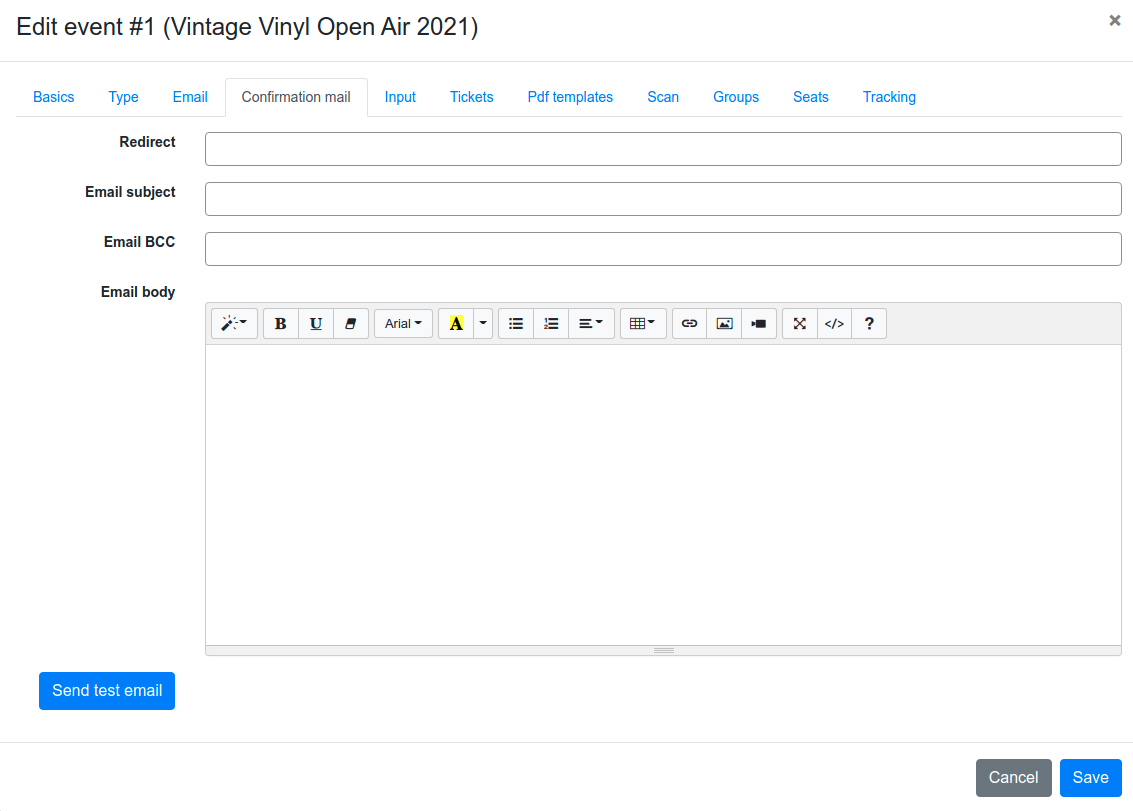 Edit event #1 (Vintage Vinyl Open Air 2021)
×
Basics Type Email Confirmation mail Input Tickets Pdf templates Scan Groups Seats Tracking
Redirect
Email subject
Email BCC
Email body
B U Arial A </> ?
Send test email
Cancel Save